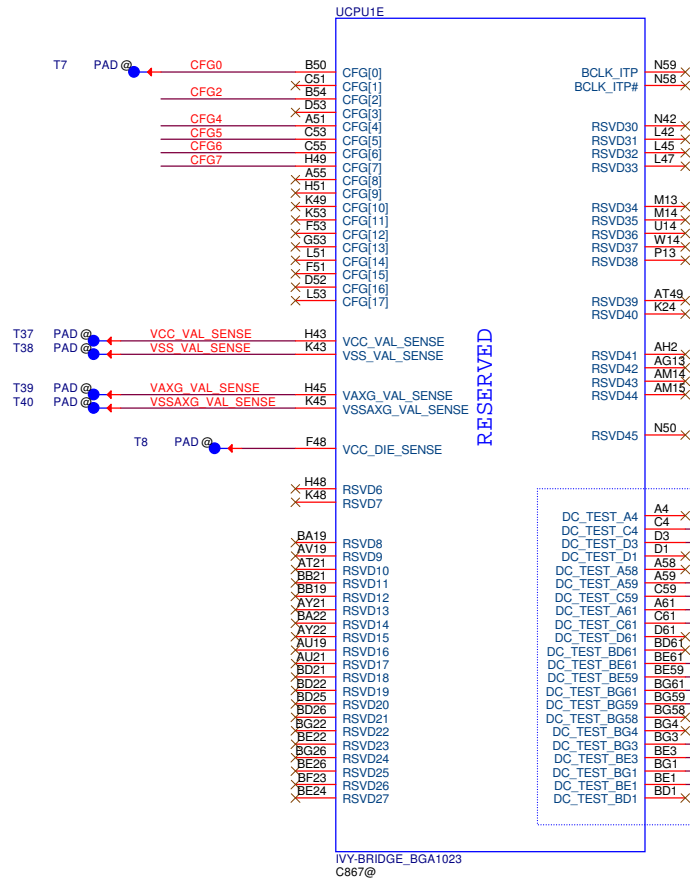 UCPU1E
T7 PAD @ CFG0 B50 CFG[0] BCLK_ITP N59
C51 CFG[1] BCLK_ITP# N58
CFG2 B54 CFG[2]
D53 CFG[3]
CFG4 A51 CFG[4] RSVD30 N42
CFG5 C53 CFG[5] RSVD31 L42
CFG6 C55 CFG[6] RSVD32 L45
CFG7 H49 CFG[7] RSVD33 L47
A55 CFG[8]
H51 CFG[9]
K49 CFG[10] RSVD34 M13
K53 CFG[11] RSVD35 M14
F53 CFG[12] RSVD36 U14
G53 CFG[13] RSVD37 W14
L51 CFG[14] RSVD38 P13
F51 CFG[15]
D52 CFG[16]
L53 CFG[17] RSVD39 AT49
RSVD40 K24
T37 PAD @ VCC_VAL_SENSE H43 VCC_VAL_SENSE
T38 PAD @ VSS_VAL_SENSE K43 VSS_VAL_SENSE RSVD41 AH2
RSVD42 AG13
RSVD43 AM14
T39 PAD @ VAXG_VAL_SENSE H45 VAXG_VAL_SENSE RSVD44 AM15
T40 PAD @ VSSAXG_VAL_SENSE K45 VSSAXG_VAL_SENSE
RESERVED
RSVD45 N50
T8 PAD @ F48 VCC_DIE_SENSE
H48 RSVD6
K48 RSVD7
DC_TEST_A4 A4
DC_TEST_C4 C4
BA19 RSVD8 DC_TEST_D3 D3
AV19 RSVD9 DC_TEST_D1 D1
AT21 RSVD10 DC_TEST_A58 A58
BB21 RSVD11 DC_TEST_A59 A59
BB19 RSVD12 DC_TEST_C59 C59
AY21 RSVD13 DC_TEST_A61 A61
BA22 RSVD14 DC_TEST_C61 C61
AY22 RSVD15 DC_TEST_D61 D61
AU19 RSVD16 DC_TEST_BD61 BD61
AU21 RSVD17 DC_TEST_BE61 BE61
BD21 RSVD18 DC_TEST_BE59 BE59
BD22 RSVD19 DC_TEST_BG61 BG61
BD25 RSVD20 DC_TEST_BG59 BG59
BD26 RSVD21 DC_TEST_BG58 BG58
BG22 RSVD22 DC_TEST_BG4 BG4
BE22 RSVD23 DC_TEST_BG3 BG3
BG26 RSVD24 DC_TEST_BE3 BE3
BE26 RSVD25 DC_TEST_BG1 BG1
BF23 RSVD26 DC_TEST_BE1 BE1
BE24 RSVD27 DC_TEST_BD1 BD1
IVY-BRIDGE_BGA1023
C867@